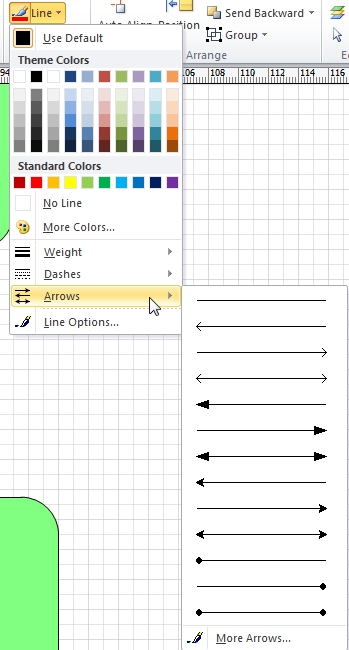 Line
Auto Align Position
Send Backward
Group
Arrange
Use Default
Theme Colors
94
106 108 110 112 114 116
Standard Colors
No Line
More Colors...
Weight
Dashes
Arrows
Line Options...
More Arrows...